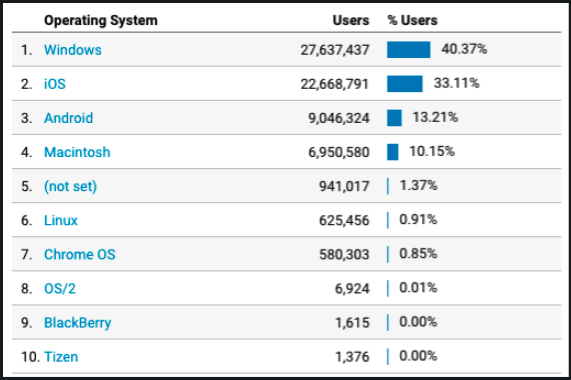 Operating System Users % Users
1. Windows 27,637,437 40.37%
2. iOS 22,668,791 33.11%
3. Android 9,046,324 13.21%
4. Macintosh 6,950,580 10.15%
5. (not set) 941,017 1.37%
6. Linux 625,456 0.91%
7. Chrome OS 580,303 0.85%
8. OS/2 6,924 0.01%
9. BlackBerry 1,615 0.00%
10. Tizen 1,376 0.00%